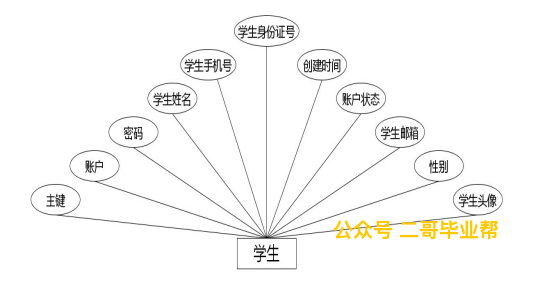 学生身份证号
学生手机号
创建时间
学生姓名
账户状态
密码
学生邮箱
账户
性别
主键
学生头像
公众号 二哥毕业帮
学生